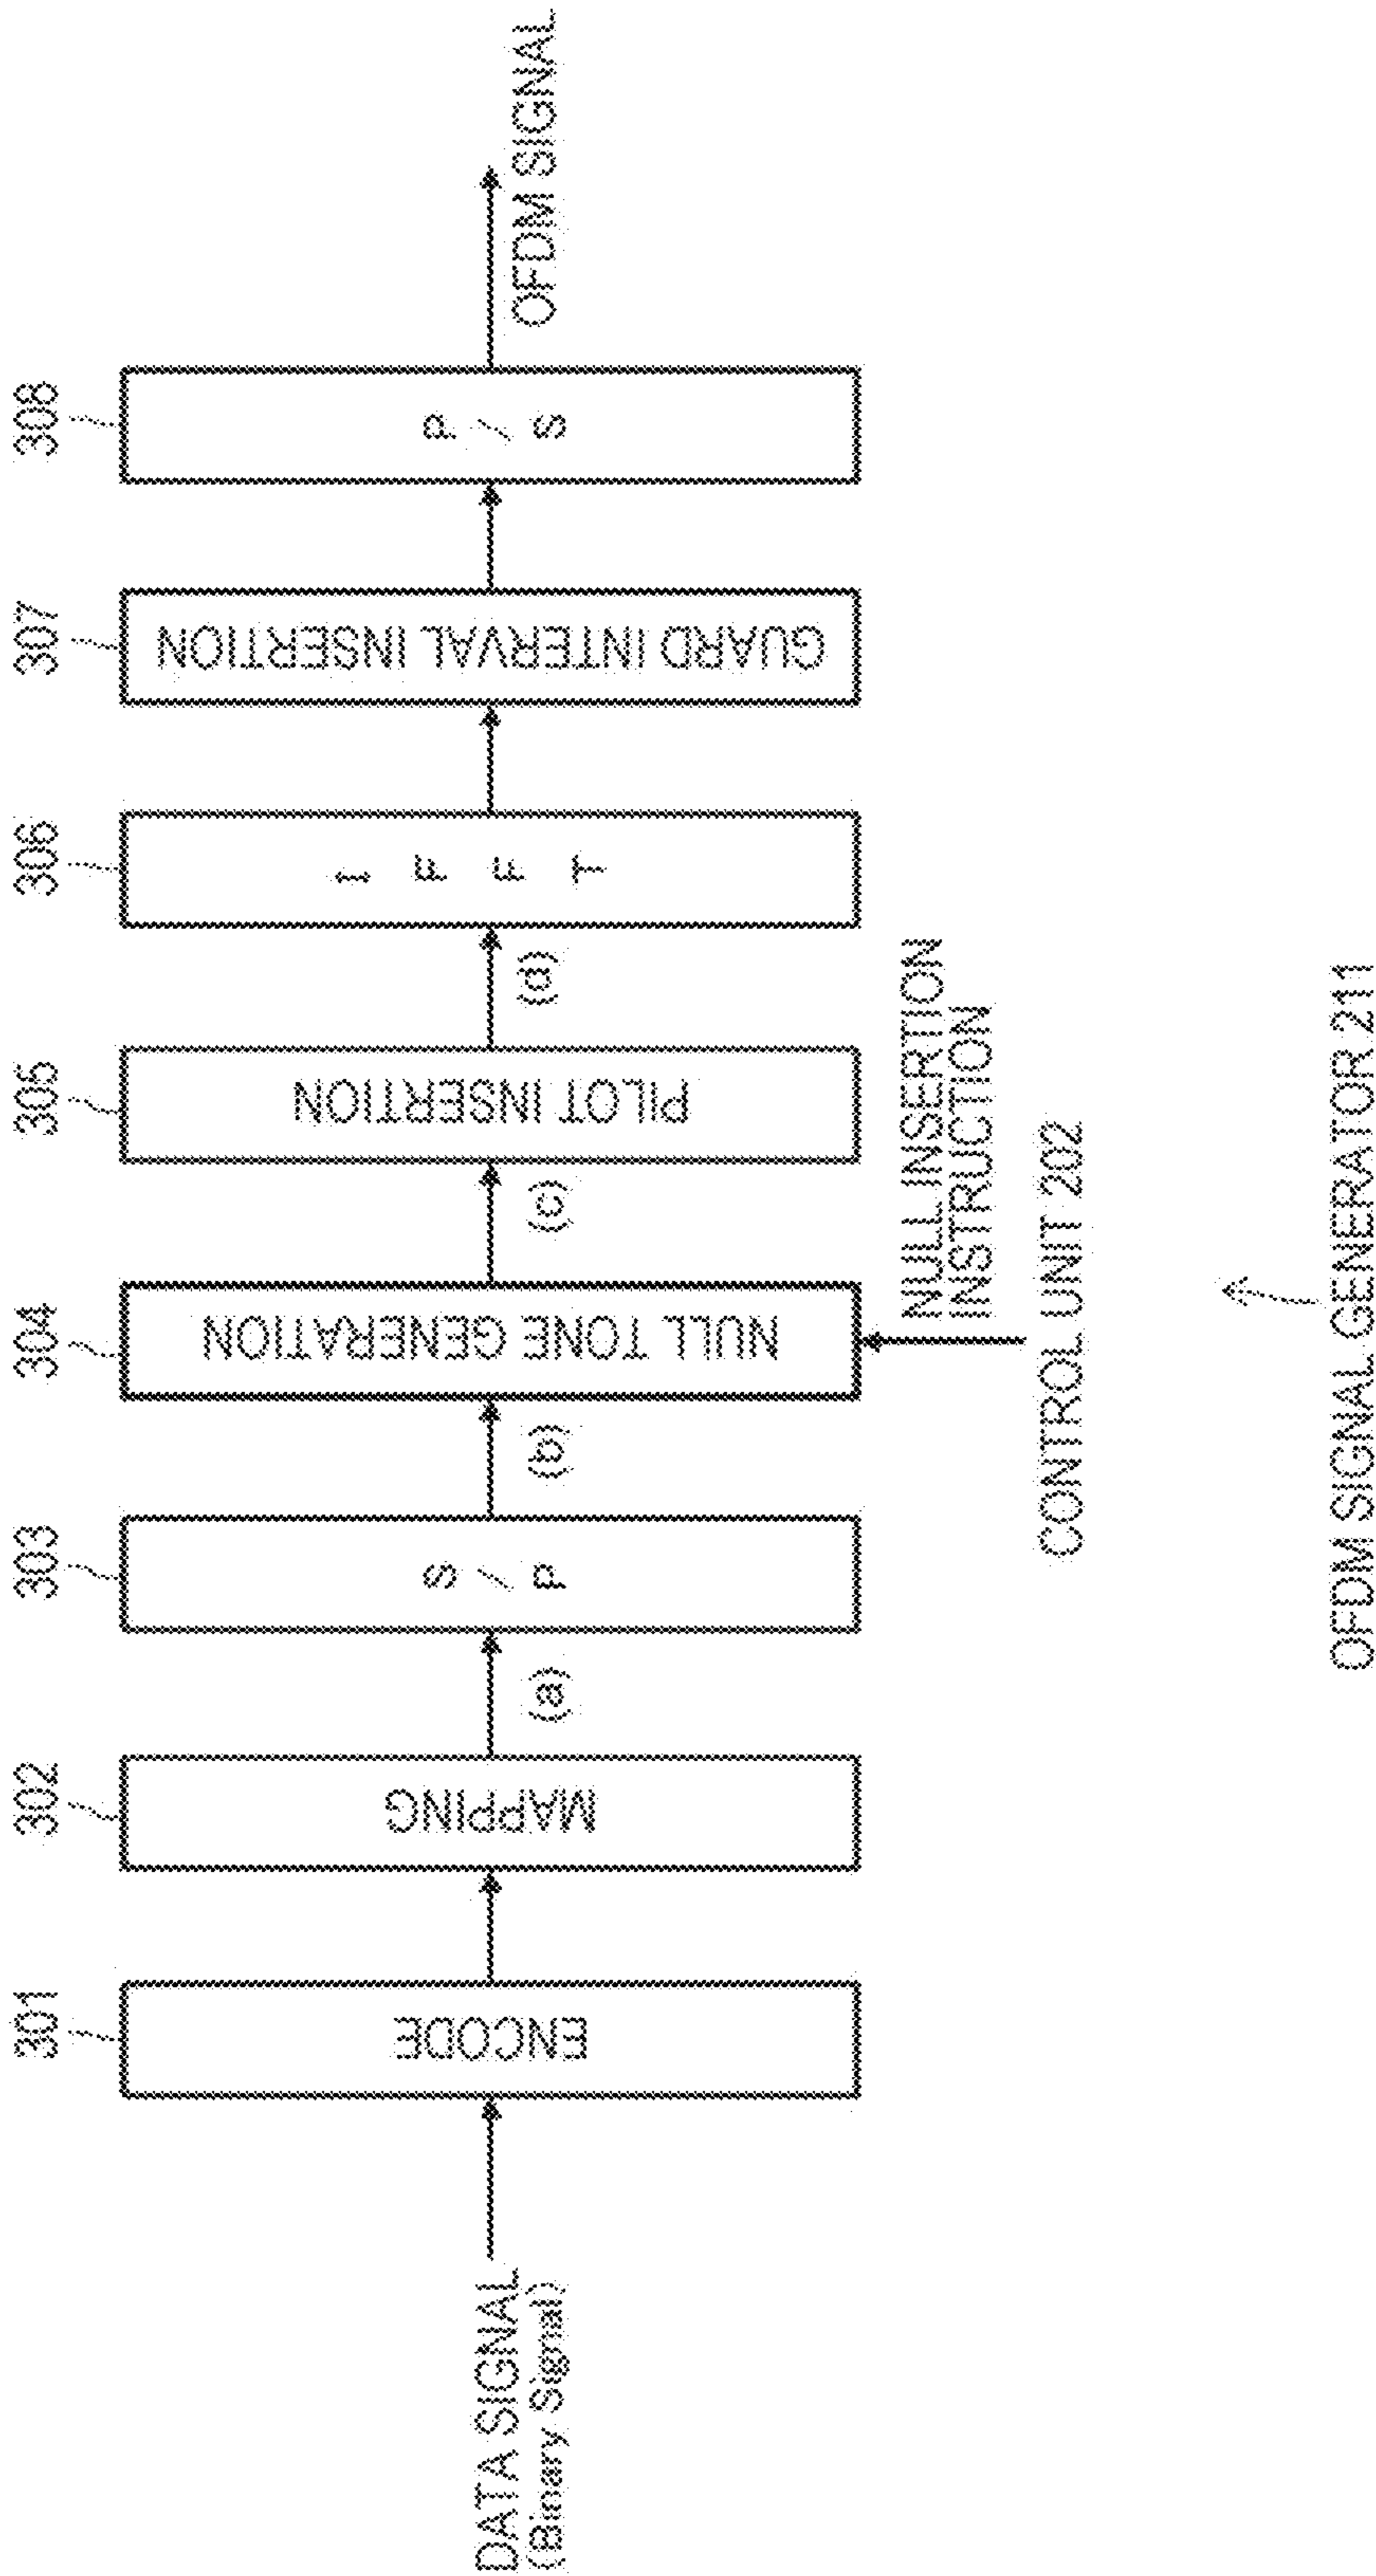 301
302
303
304
305
306
307
308
DATA SIGNAL
(Binary Signal)
ENCODE
MAPPING
(a)
S/P
(b)
NULL TONE GENERATION
(c)
PILOT INSERTION
(d)
IFFT
GUARD INTERVAL INSERTION
P/S
OFDM SIGNAL
NULL INSERTION
INSTRUCTION
CONTROL UNIT 202
OFDM SIGNAL GENERATOR 211